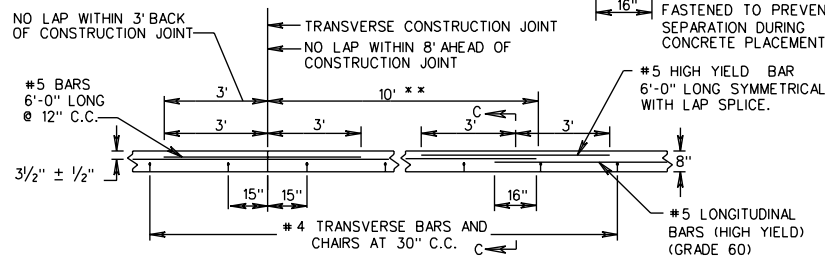 NO LAP WITHIN 3' BACK
OF CONSTRUCTION JOINT
TRANSVERSE CONSTRUCTION JOINT
NO LAP WITHIN 8' AHEAD OF
CONSTRUCTION JOINT
16"
FASTENED TO PREVEN
SEPARATION DURING
CONCRETE PLACEMENT
#5 BARS
6'-0" LONG
@ 12" C.C.
#5 HIGH YIELD BAR
6'-0" LONG SYMMETRICAL
WITH LAP SPLICE.
3'
10' **
C
3'
3'
3'
3'
3½" ± ½"
8"
15"
15"
16"
#4 TRANSVERSE BARS AND
CHAIRS AT 30" C.C.
C
#5 LONGITUDINAL
BARS (HIGH YIELD)
(GRADE 60)